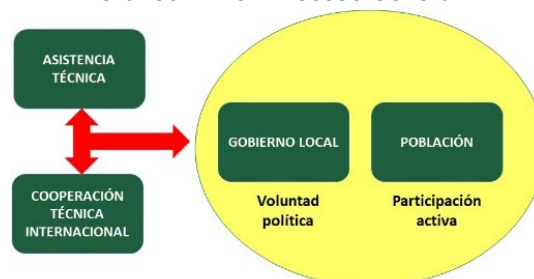 ASISTENCIA
TÉCNICA
COOPERACIÓN
TÉCNICA
INTERNACIONAL
GOBIERNO LOCAL
POBLACIÓN
Voluntad
política
Participación
activa